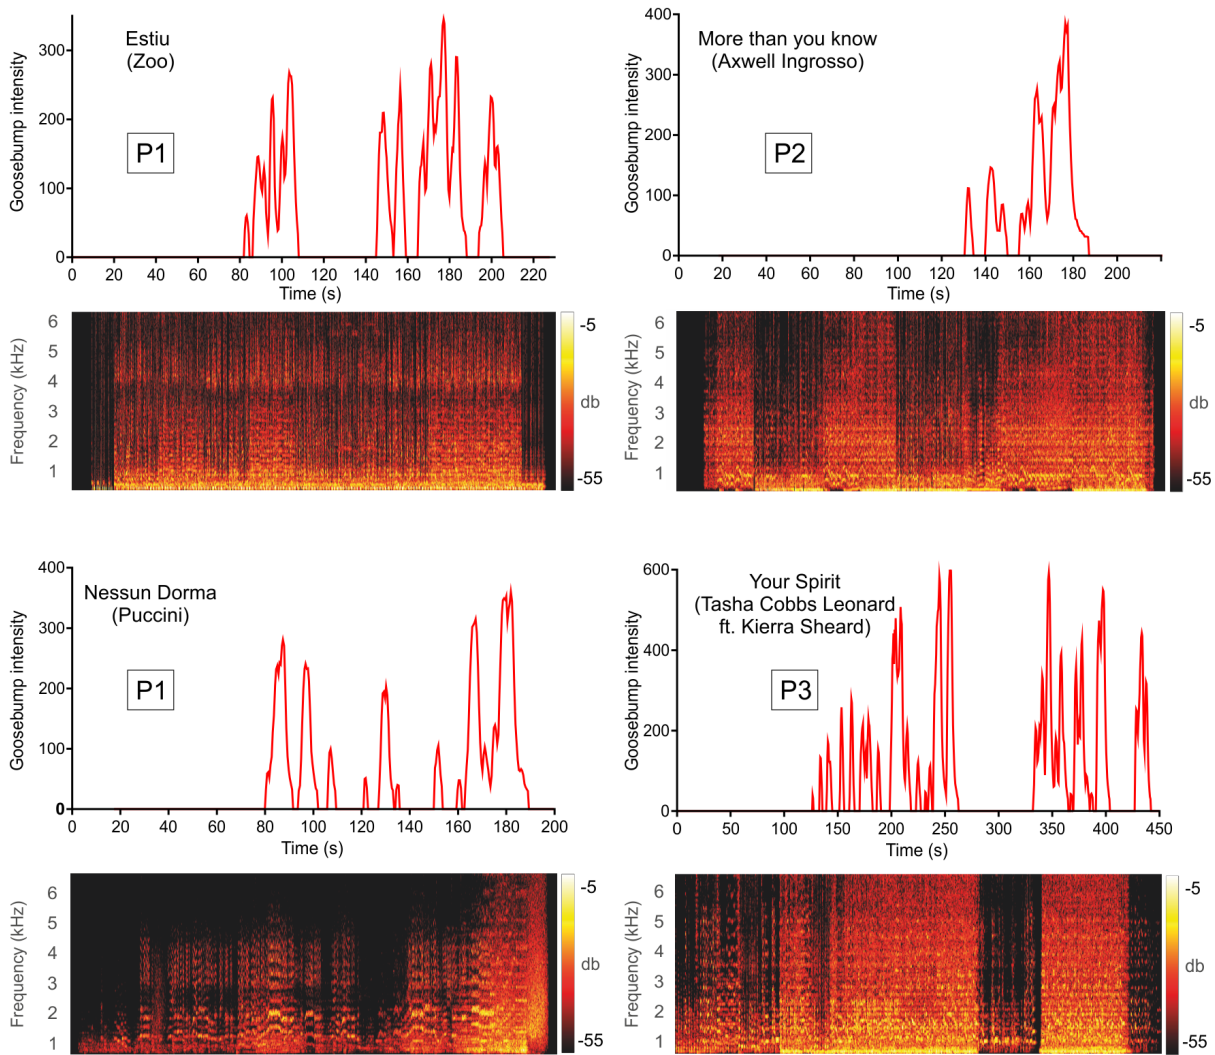 Estiu
(Zoo)
P1
Goosebump intensity
300
200
100
0
0 20 40 60 80 100 120 140 160 180 200 220
Time (s)
Frequency (kHz)
6
5
4
3
2
1
-5
db
-55
More than you know
(Axwell Ingrosso)
P2
Goosebump intensity
400
300
200
100
0
0 20 40 60 80 100 120 140 160 180 200
Time (s)
Frequency (kHz)
6
5
4
3
2
1
-5
db
-55
Nessun Dorma
(Puccini)
P1
Goosebump intensity
400
300
200
100
0
0 20 40 60 80 100 120 140 160 180 200
Time (s)
Frequency (kHz)
6
5
4
3
2
1
-5
db
-55
Your Spirit
(Tasha Cobbs Leonard
ft. Kierra Sheard)
P3
Goosebump intensity
600
400
200
0
0 50 100 150 200 250 300 350 400 450
Time (s)
Frequency (kHz)
6
5
4
3
2
1
-5
db
-55